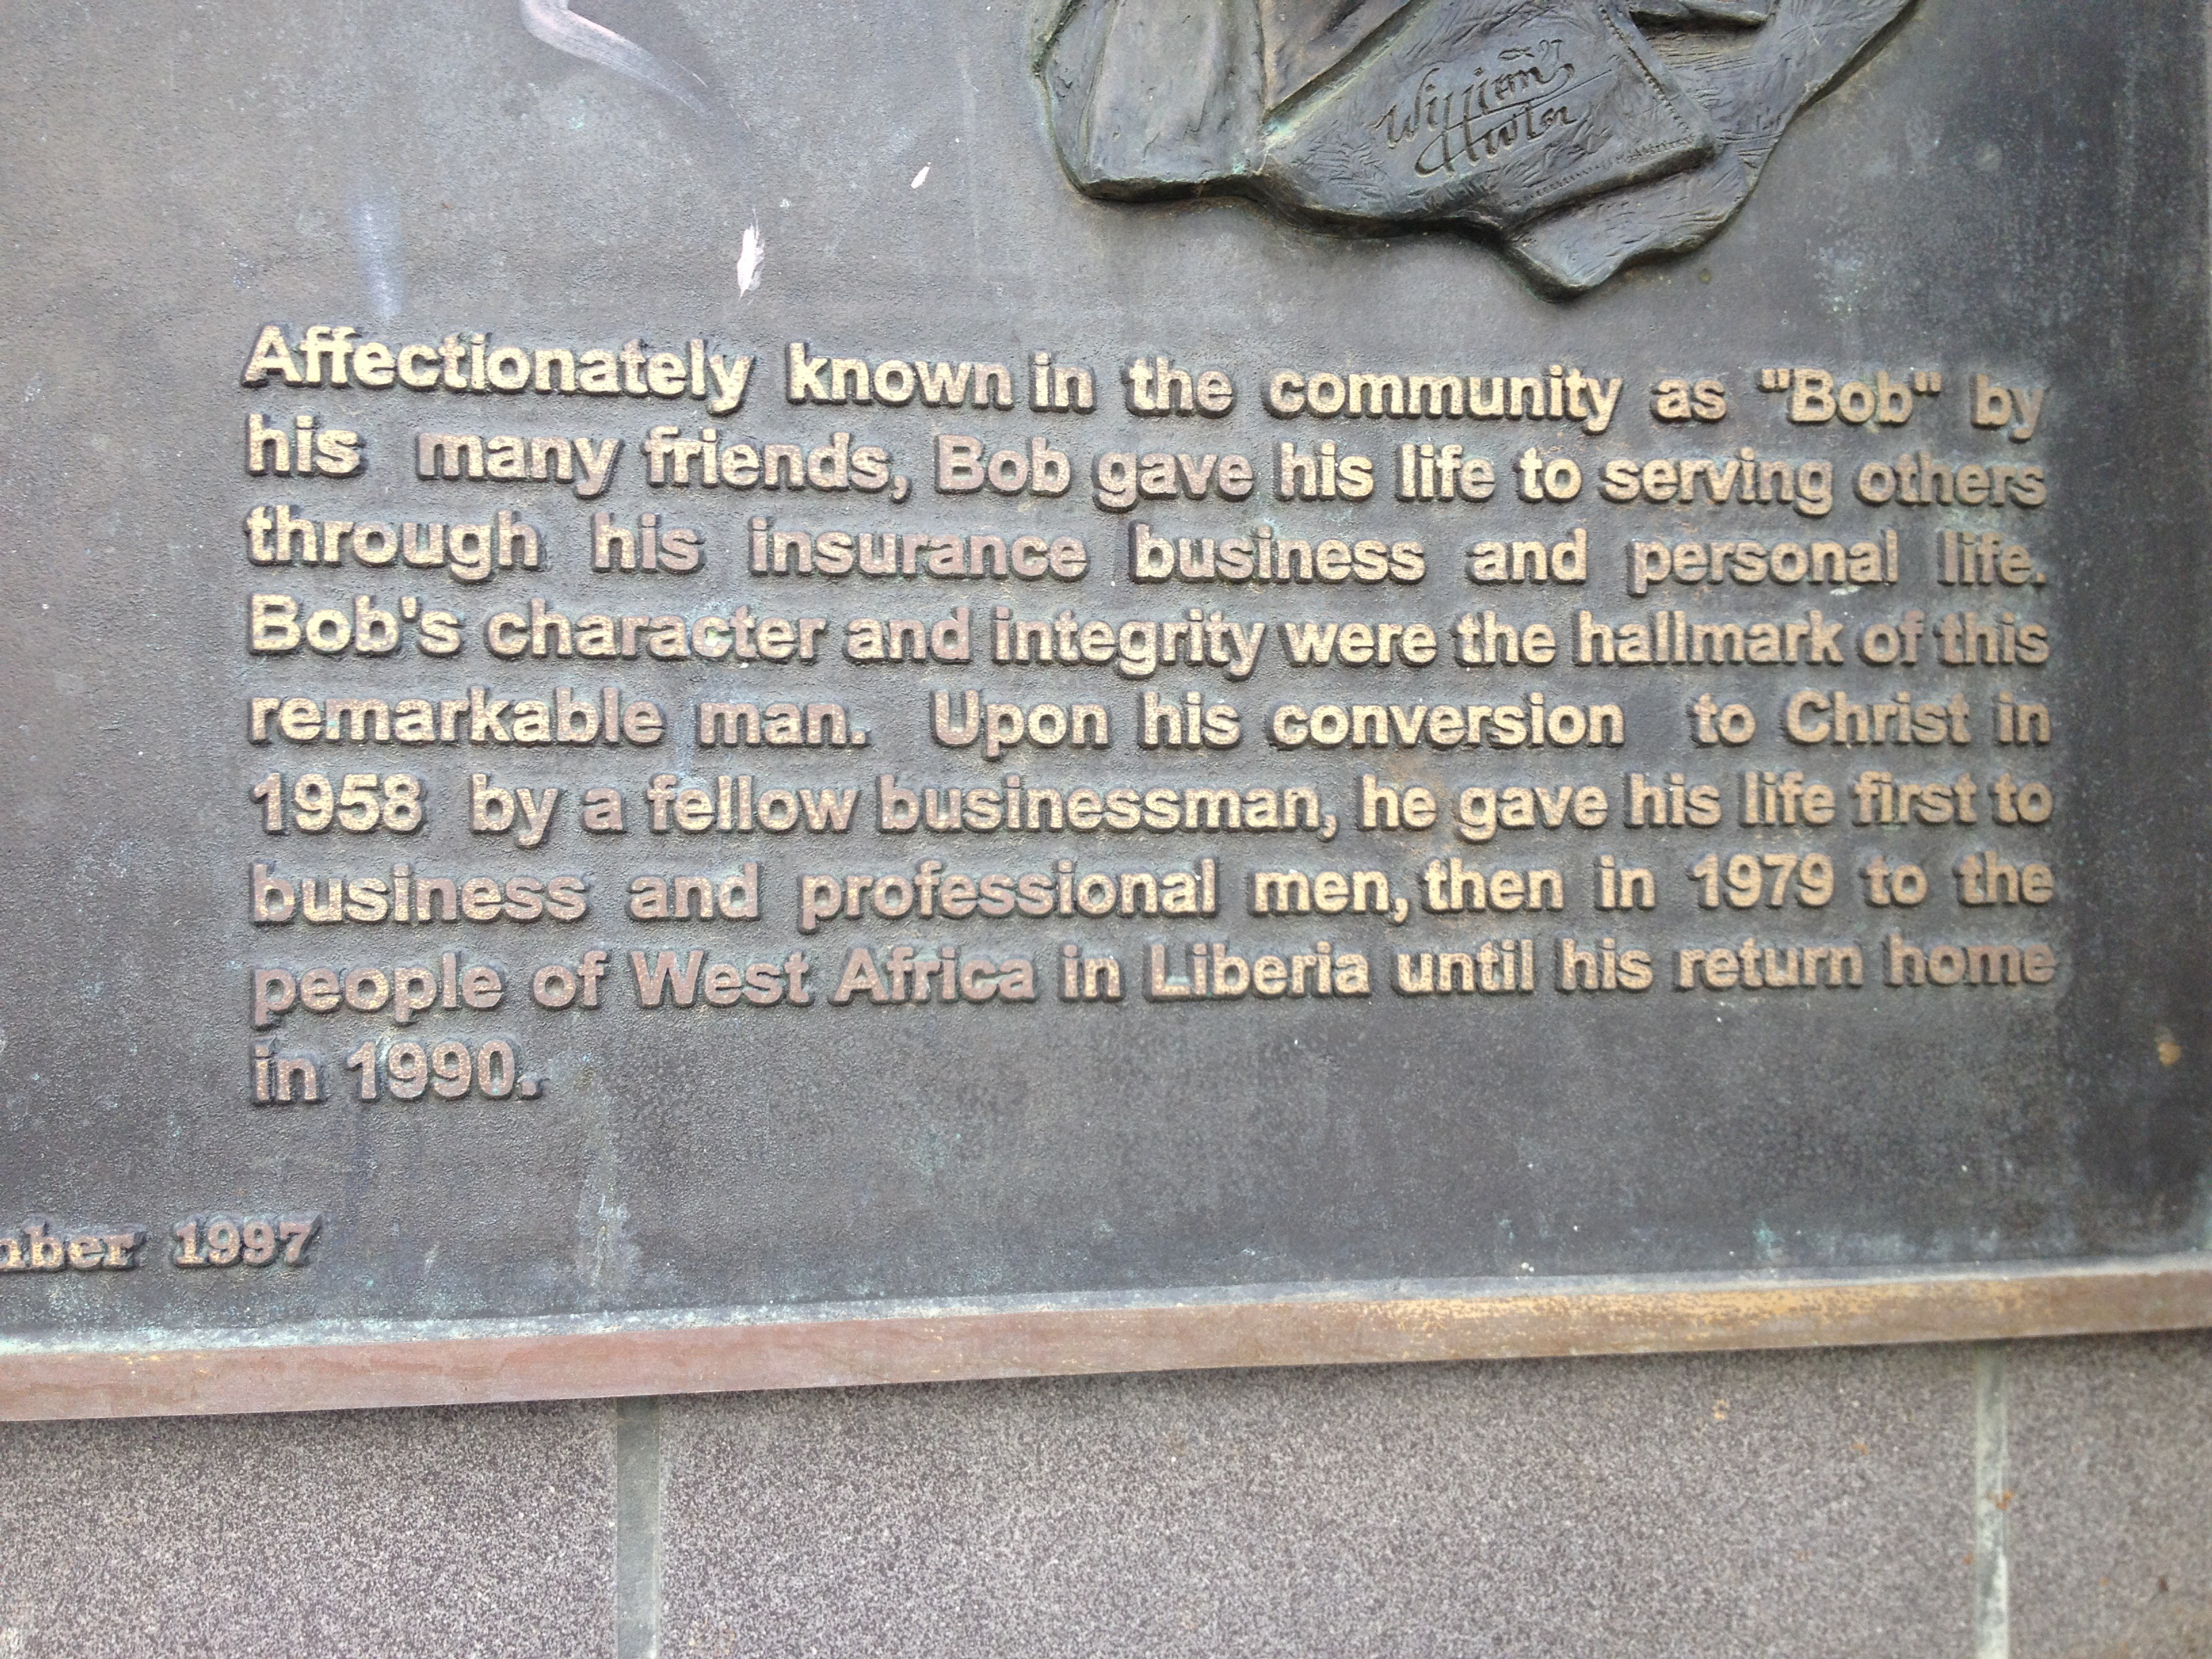 William 97
Affectionately known in the community as "Bob" by
his many friends, Bob gave his life to serving others
through his insurance business and personal life.
Bob's character and integrity were the hallmark of this
remarkable man. Upon his conversion to Christ in
1958 by a fellow businessman, he gave his life first to
business and professional men, then in 1979 to the
people of West Africa in Liberia until his return home
in 1990.
mber 1997